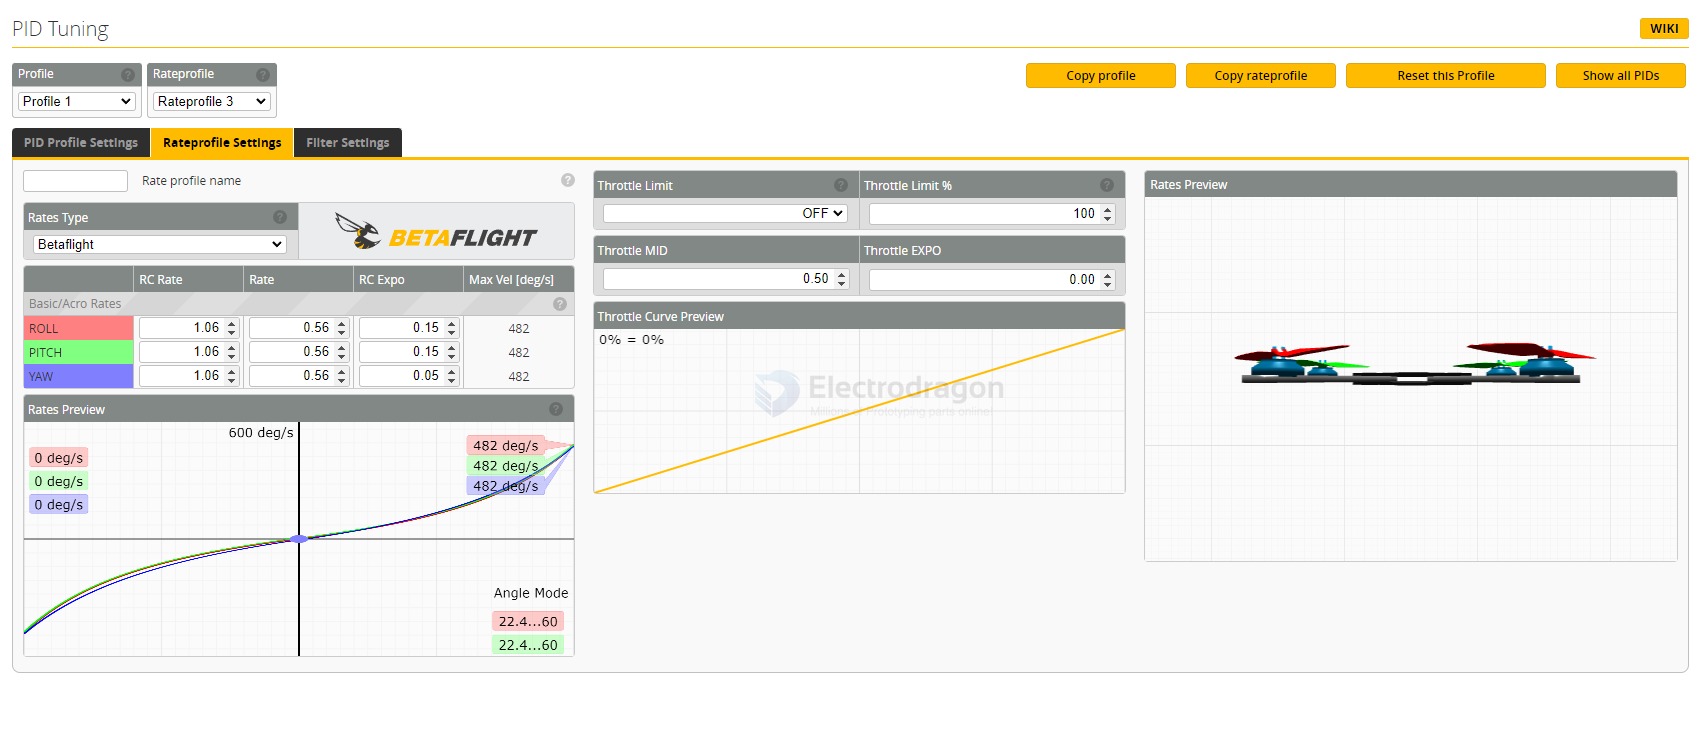 PID Tuning
WIKI
Profile
Rateprofile
Profile 1
Rateprofile 3
Copy profile
Copy rateprofile
Reset this Profile
Show all PIDs
PID Profile Settings
Rateprofile Settings
Filter Settings
Rate profile name
Rates Type
Betaflight
BETAFLIGHT
RC Rate Rate RC Expo Max Vel [deg/s]
Basic/Acro Rates
ROLL 1.06 0.56 0.15 482
PITCH 1.06 0.56 0.15 482
YAW 1.06 0.56 0.05 482
Rates Preview
600 deg/s
0 deg/s
0 deg/s
0 deg/s
482 deg/s
482 deg/s
482 deg/s
Angle Mode
22.4...60
22.4...60
Throttle Limit
Throttle Limit %
OFF
100
Throttle MID
Throttle EXPO
0.50
0.00
Throttle Curve Preview
0% = 0%
Electrodragon
prototyping parts online
Rates Preview